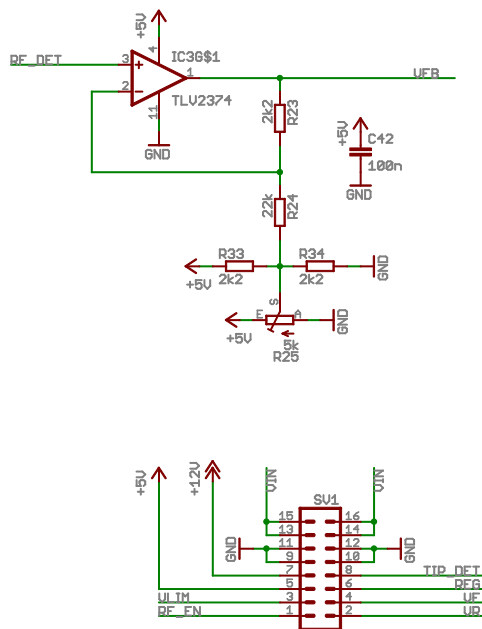 +5V
4
IC3G$1
RF_DET
3
+
1
VFB
2
-
TLV2374
11
GND
2k2
R23
+5V
C42
100n
GND
22k
R24
R33
R34
+5V
2k2
2k2
GND
S
E
A
+5V
5k
R25
GND
+5V
+12V
VIN
VIN
SV1
15
16
13
14
GND
11
12
GND
9
10
7
8
TIP_DET
5
6
REG
ULIM
3
4
VF
RF_EN
1
2
VR